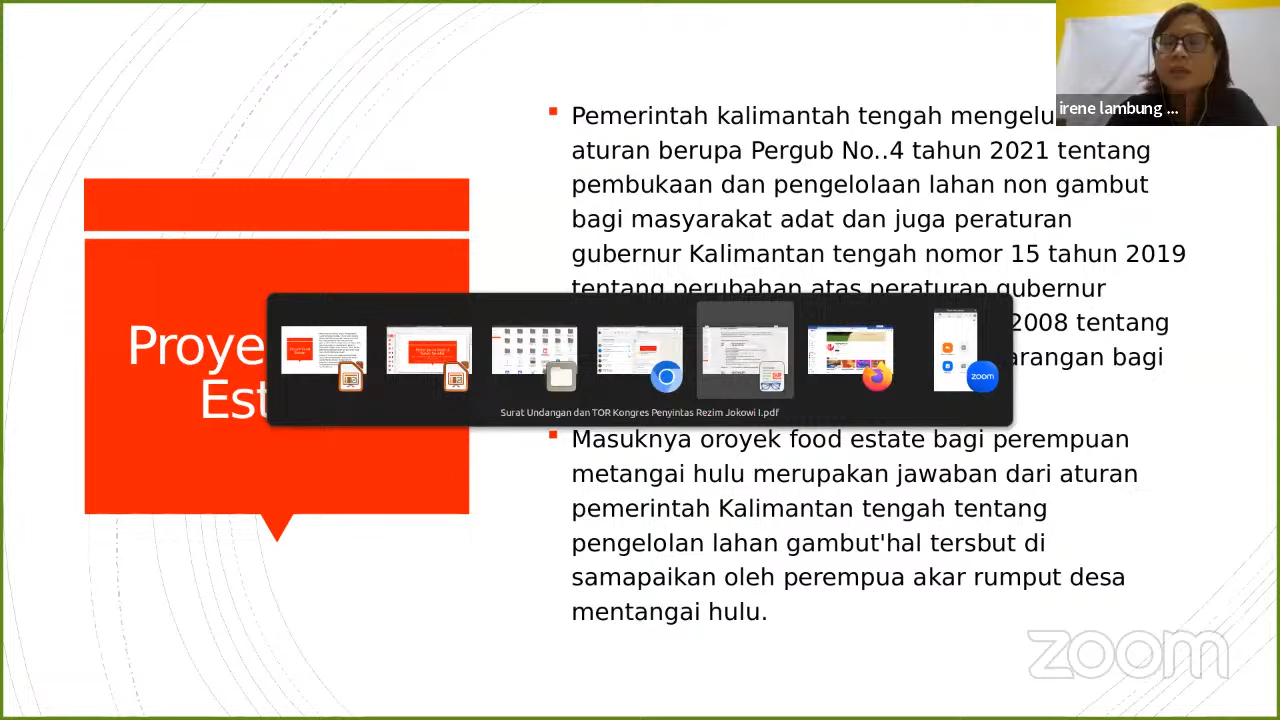 irene lambung ...
Pemerintah kalimantah tengah
aturan berupa Pergub No..4 tahun 2021 tentang
pembukaan dan pengelolaan lahan non gambut
bagi masyarakat adat dan juga peraturan
gubernur Kalimantan tengah nomor 15 tahun 2019
tentang perubahan atas peraturan gubernur
2008 tentang
bagi
Proye
Est
Surat Undangan dan TOR Kongres Penyintas Rezim Jokowi I.pdf
zoom
Masuknya oroyek food estate bagi perempuan
metangai hulu merupakan jawaban dari aturan
pemerintah Kalimantan tengah tentang
pengelolan lahan gambut'hal tersbut di
samapaikan oleh perempua akar rumput desa
mentangai hulu.
zoom